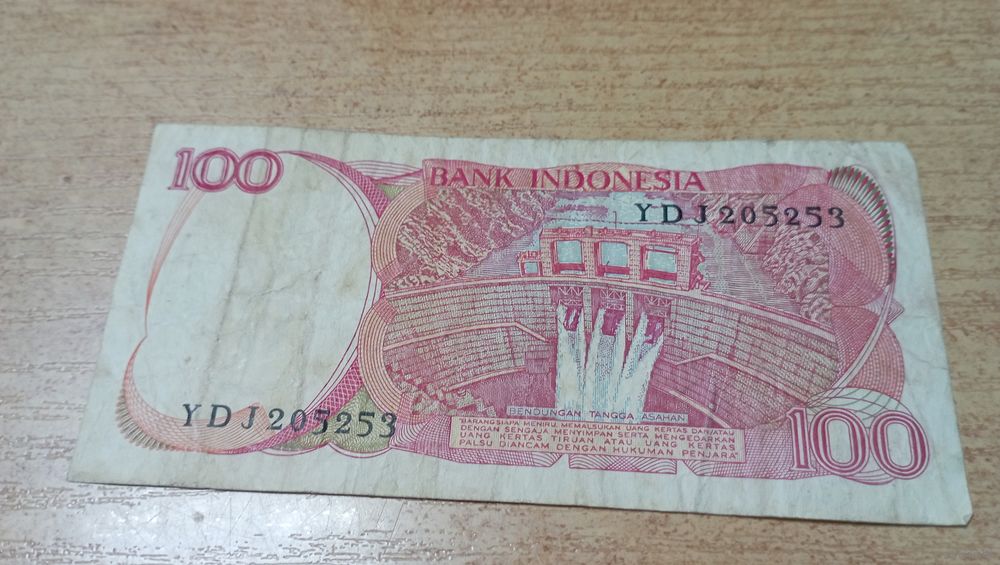 100
BANK INDONESIA
YDJ205253
YDJ205253
BENDUNGAN TANGGA ASAHAN
"BARANGSIAPA MENIRU, MEMALSUKAN UANG KERTAS DAN/ATAU
DENGAN SENGAJA MENYIMPAN SERTA MENGEDARKAN
UANG KERTAS TIRUAN ATAU UANG KERTAS
PALSU DIANCAM DENGAN HUKUMAN PENJARA"
100